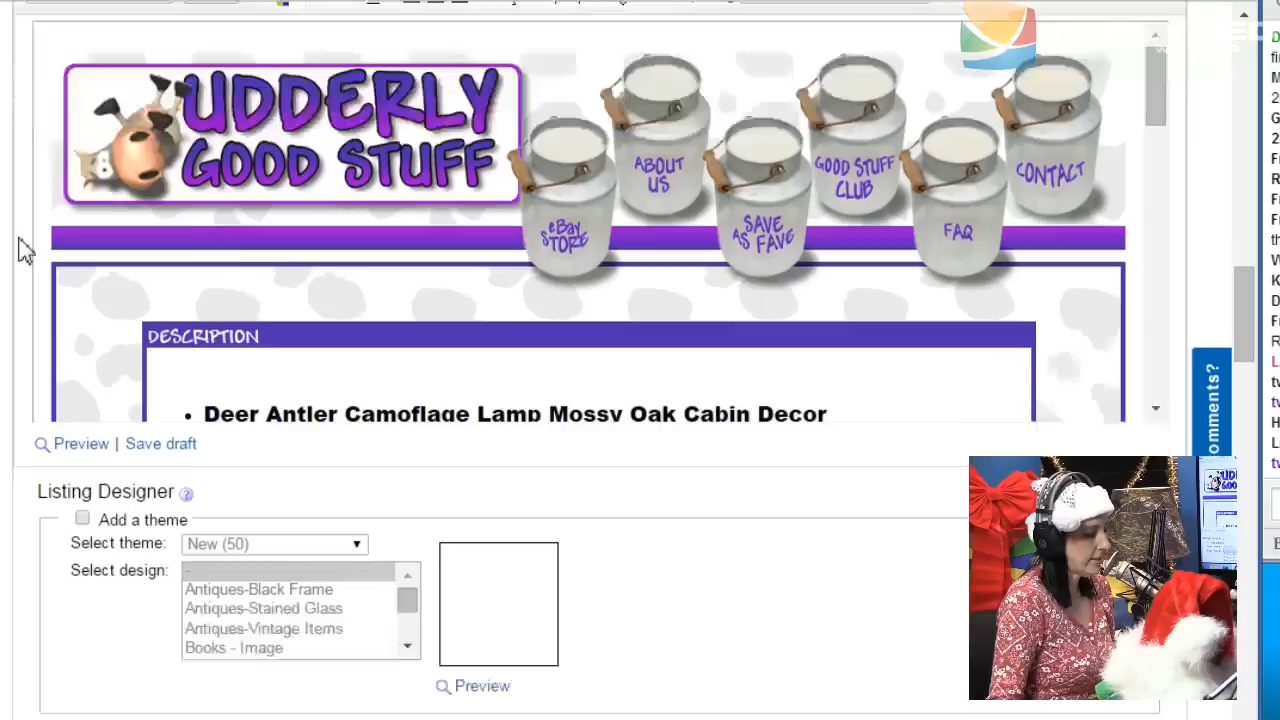 UDDERLY
GOOD STUFF
eBay
STORE
ABOUT
US
SAVE
AS FAVE
GOOD STUFF
CLUB
FAQ
CONTACT
DESCRIPTION
• Deer Antler Camoflage Lamp Mossy Oak Cabin Decor
Preview | Save draft
omments?
Listing Designer
Add a theme
Select theme: New (50)
Select design: -
Antiques-Black Frame
Antiques-Stained Glass
Antiques-Vintage Items
Books - Image
Preview